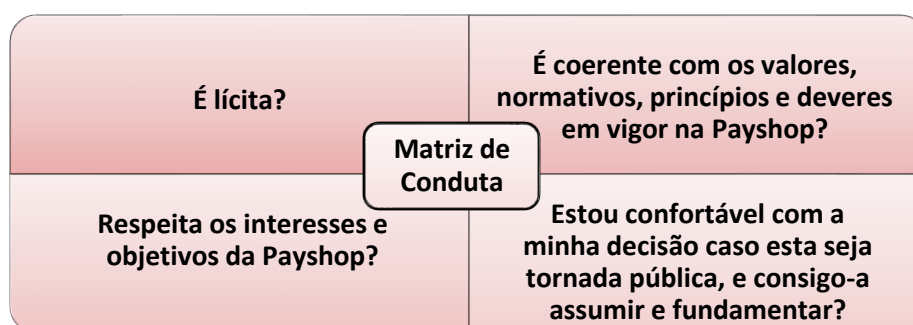 É lícita?
É coerente com os valores,
normativos, princípios e deveres
em vigor na Payshop?
Matriz de
Conduta
Respeita os interesses e
objetivos da Payshop?
Estou confortável com a
minha decisão caso esta seja
tornada pública, e consigo-a
assumir e fundamentar?